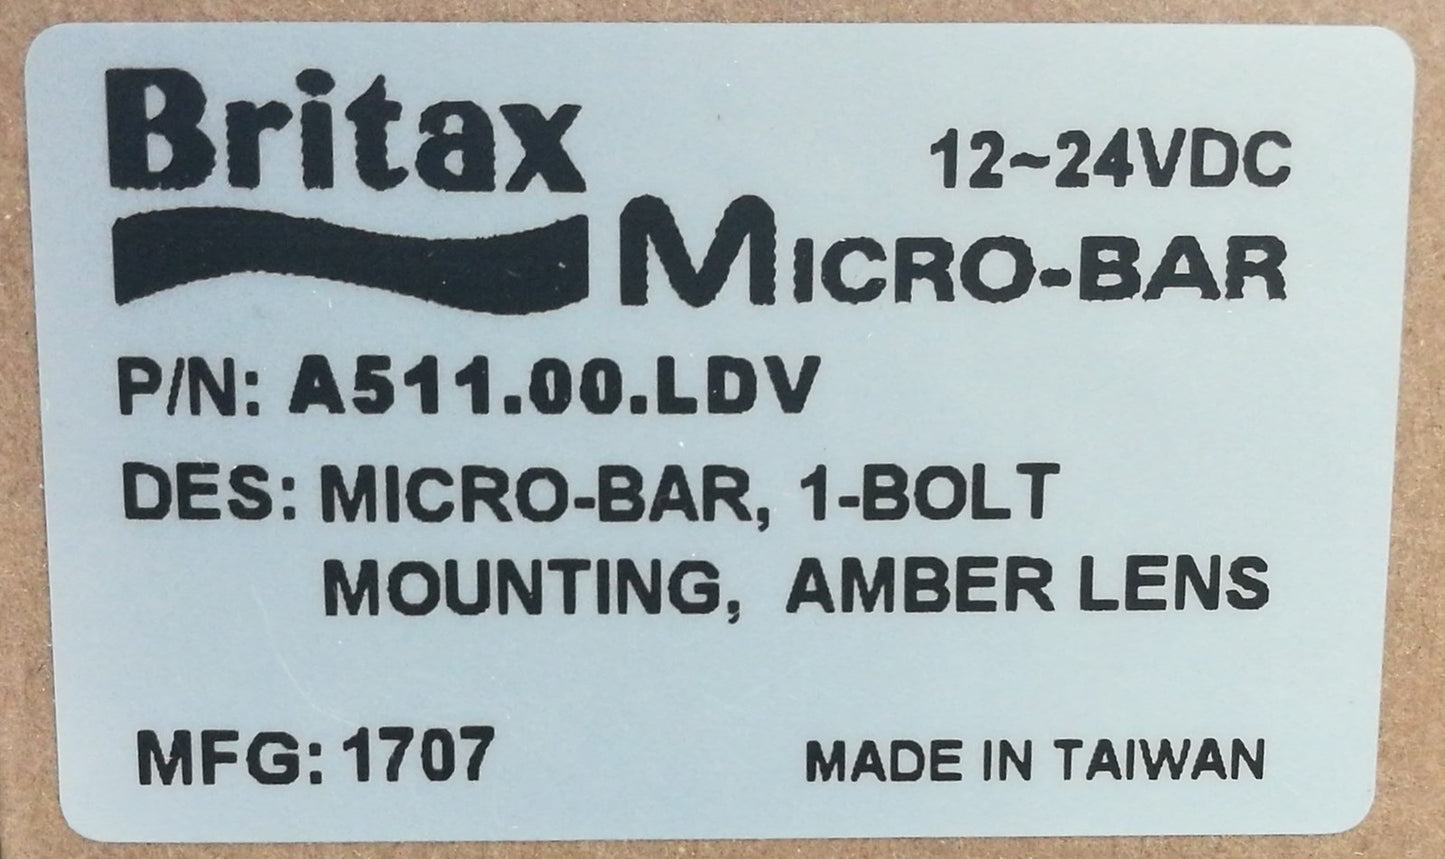 Britax
12~24VDC
MICRO-BAR
P/N: A511.00.LDV
DES: MICRO-BAR, 1-BOLT
MOUNTING, AMBER LENS
MFG: 1707
MADE IN TAIWAN